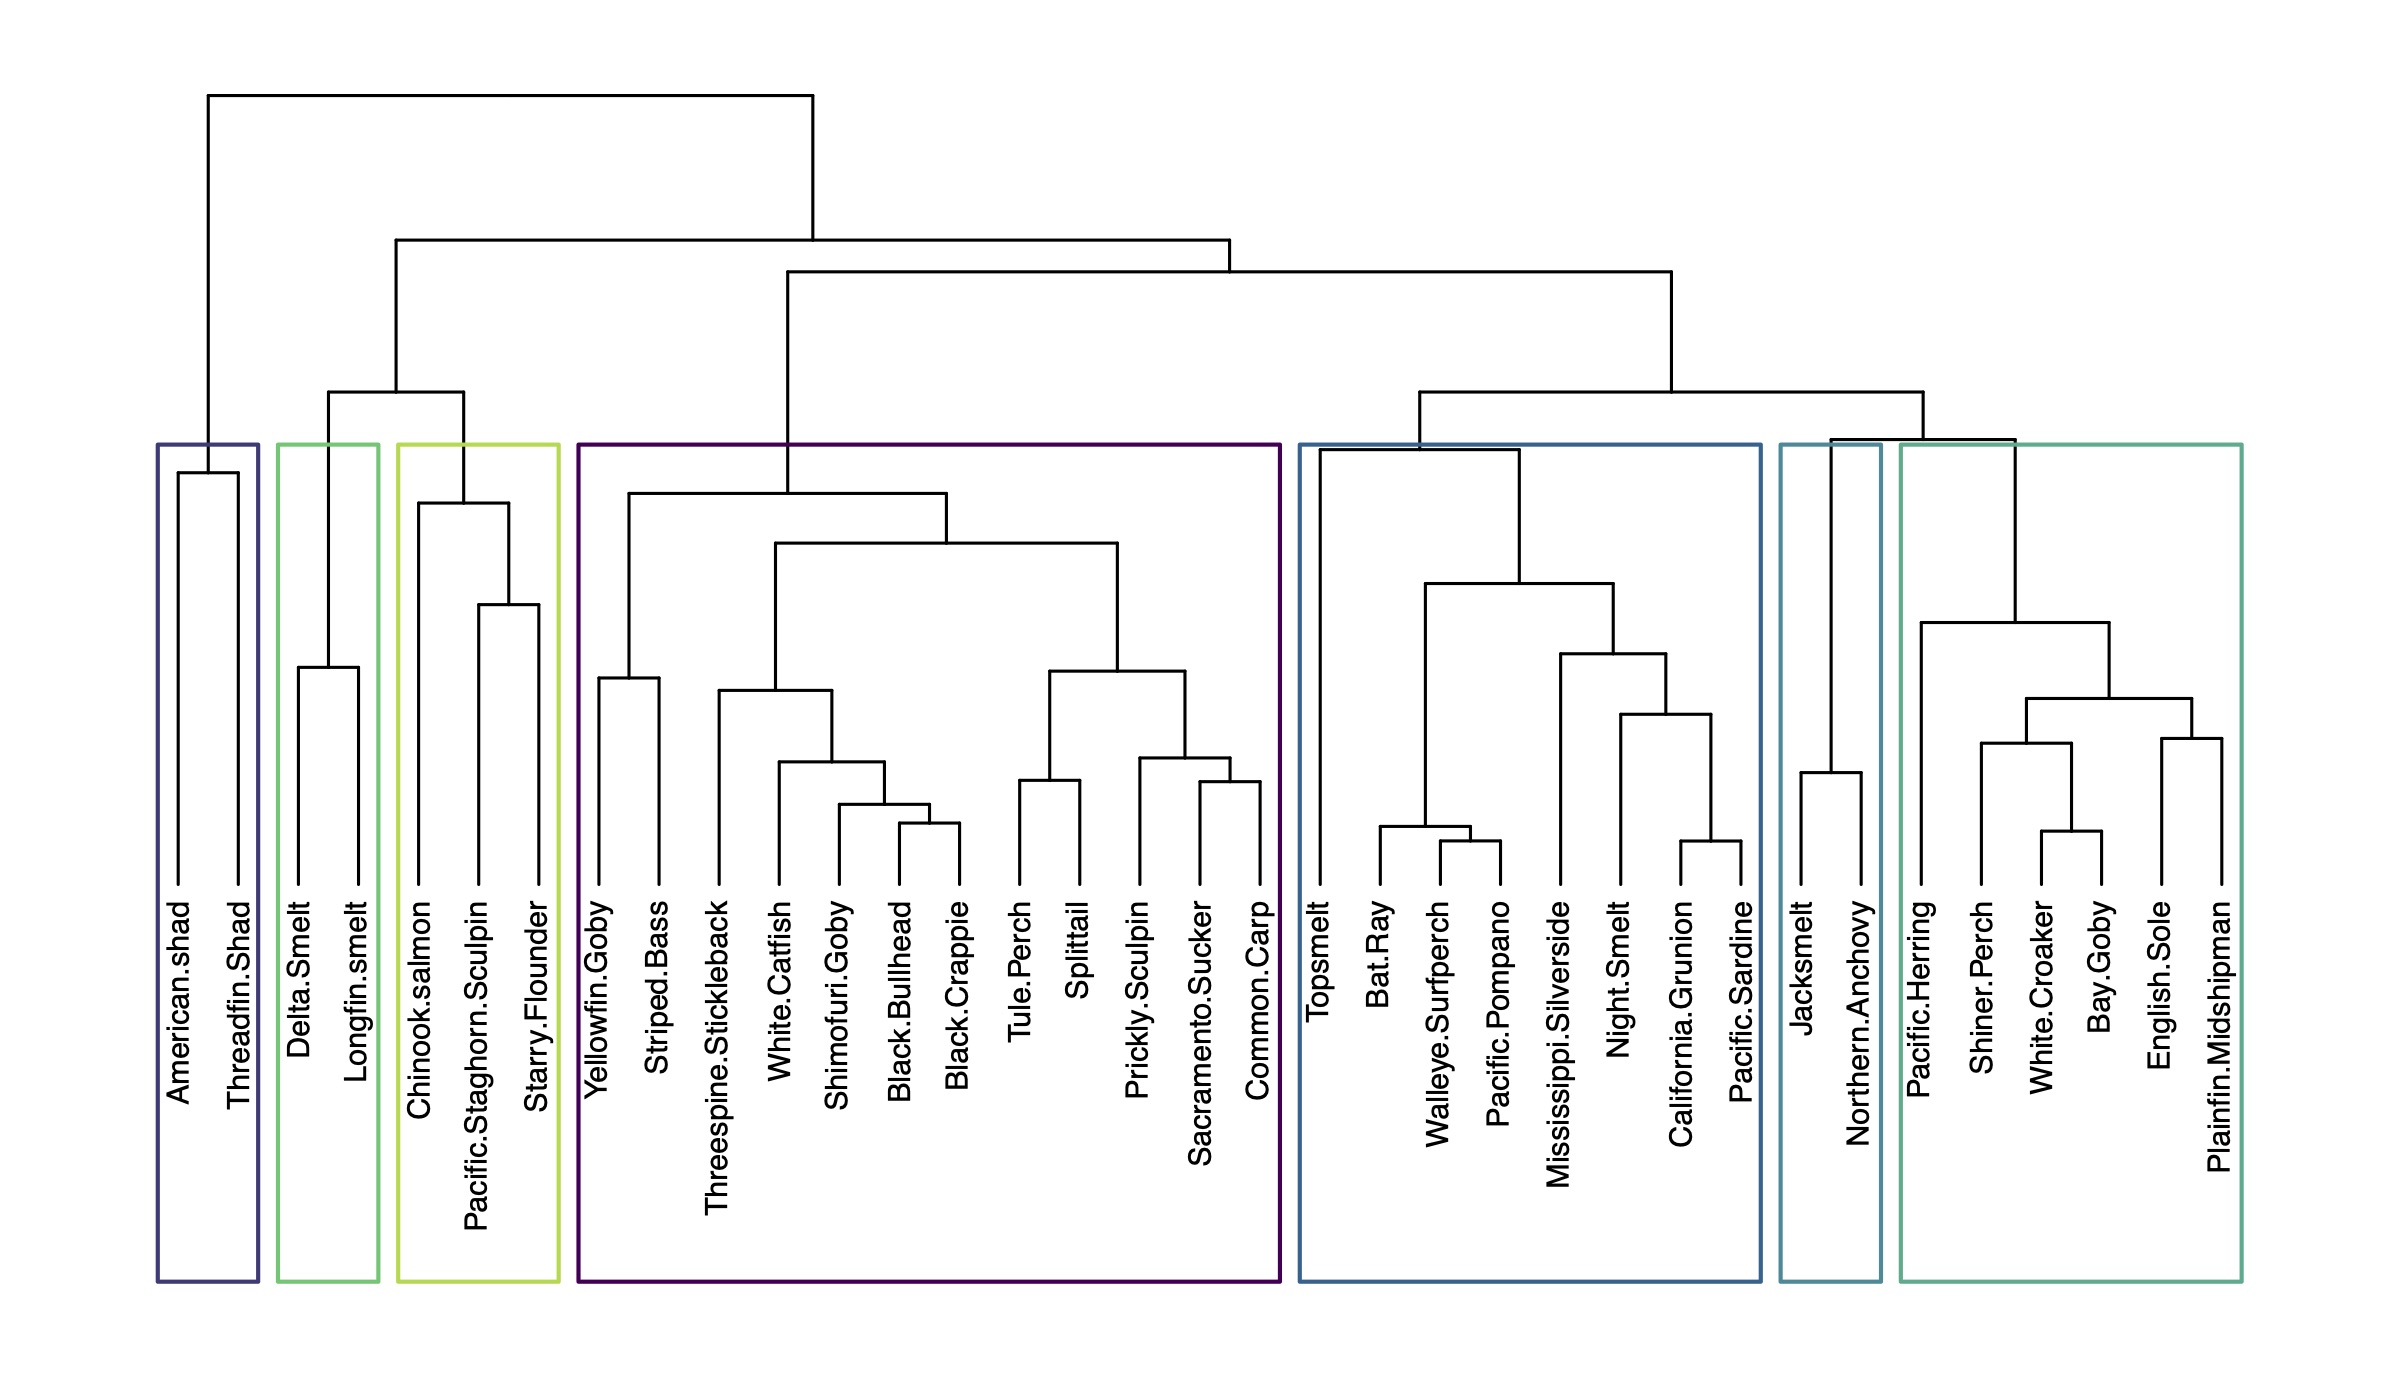 American.shad
Threadfin.Shad
Delta.Smelt
Longfin.smelt
Chinook.salmon
Pacific.Staghorn.Sculpin
Starry.Flounder
Yellowfin.Goby
Striped.Bass
Threespine.Stickleback
White.Catfish
Shimofuri.Goby
Black.Bullhead
Black.Crappie
Tule.Perch
Splittail
Prickly.Sculpin
Sacramento.Sucker
Common.Carp
Topsmelt
Bat.Ray
Walleye.Surfperch
Pacific.Pompano
Mississippi.Silverside
Night.Smelt
California.Grunion
Pacific.Sardine
Jacksmelt
Northern.Anchovy
Pacific.Herring
Shiner.Perch
White.Croaker
Bay.Goby
English.Sole
Plainfin.Midshipman